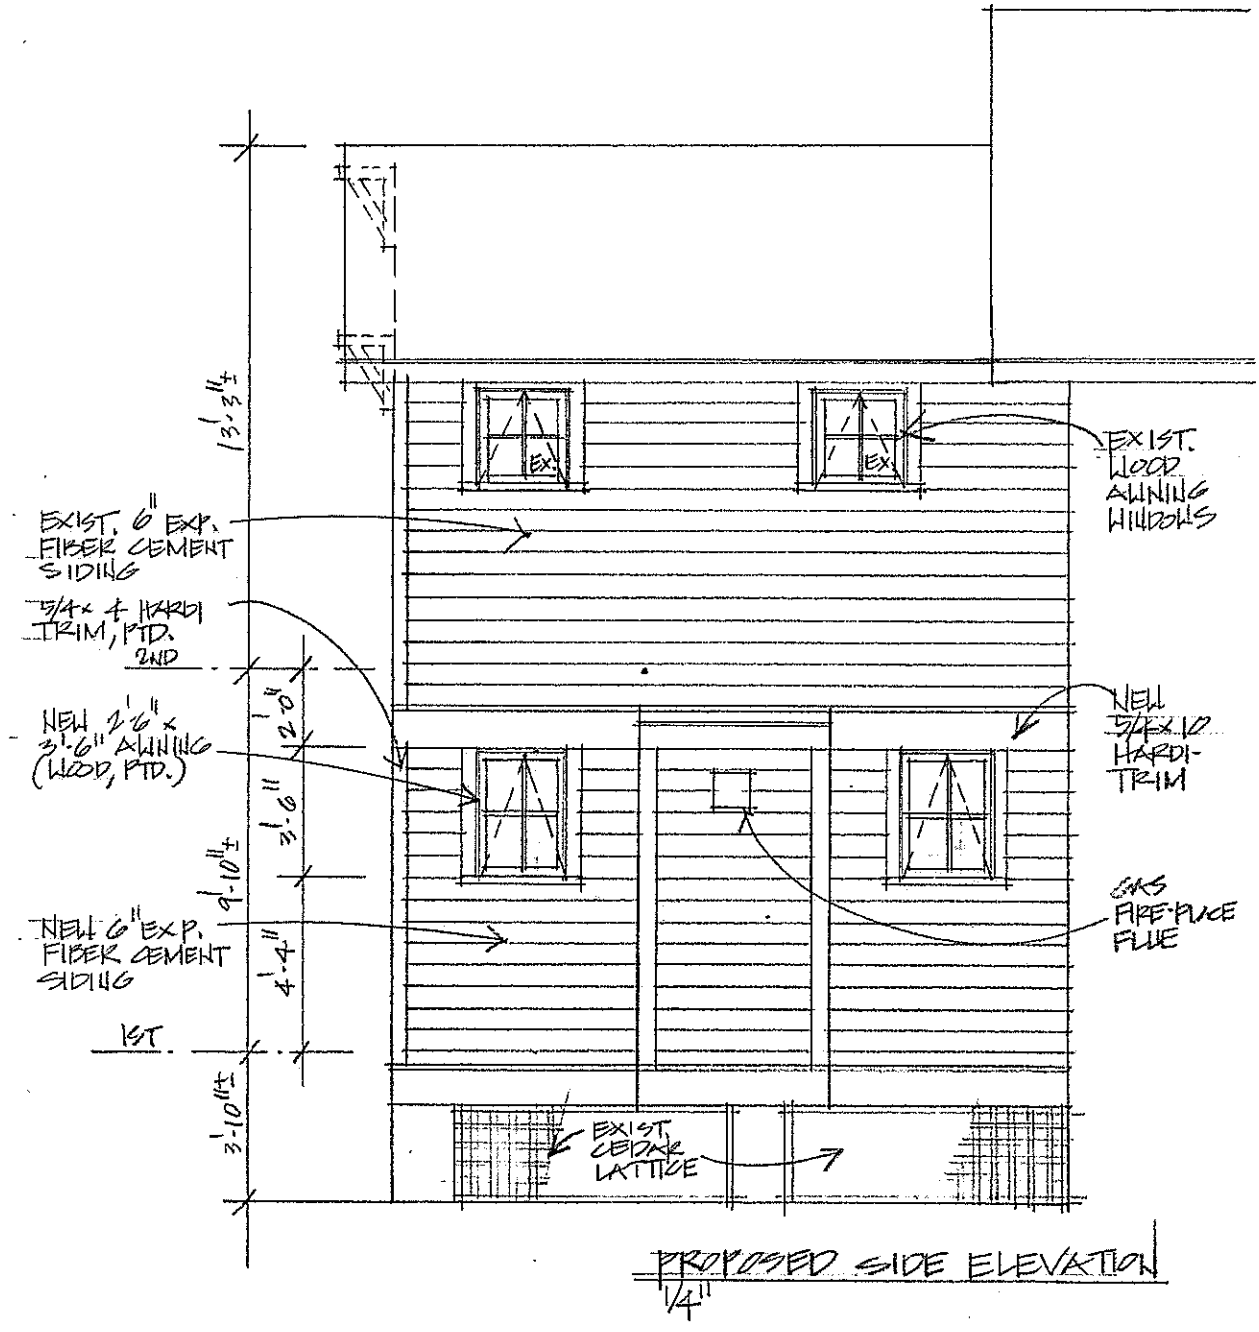 13'-3"±
EX.
EX.
EXIST.
WOOD
AWNING
WINDOWS
EXIST. 6" EXP.
FIBER CEMENT
SIDING
5/4 x 4 HARDI
TRIM, PTD.
2ND
2'-0"
NEW 2'-6" x
3'-6" AWNING
(WOOD, PTD.)
NEW
5/4 x 10
HARDI-
TRIM
3'-6"
9'-10"±
GAS
FIRE-PLACE
FLUE
NEW 6" EXP.
FIBER CEMENT
SIDING
4'-4"
1ST
3'-10"±
EXIST.
CEDAR
LATTICE
PROPOSED SIDE ELEVATION
1/4"